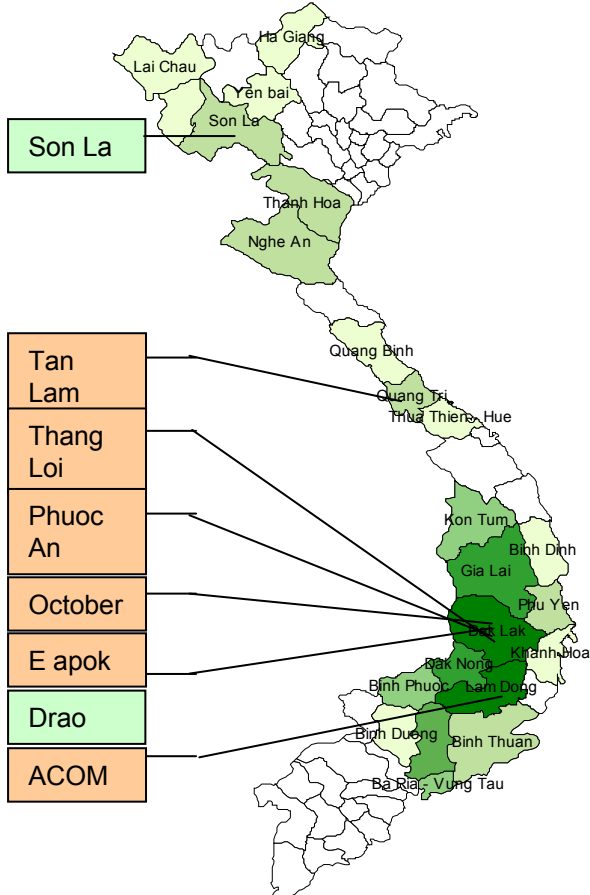 Ha Giang
Lai Chau
Yen bai
Son La
Son La
Thanh Hoa
Nghe An
Quang Binh
Tan
Lam
Quang Tri
Thua Thien-Hue
Thang
Loi
Phuoc
An
Kon Tum
Binh Dinh
Gia Lai
October
Phu Yen
Dak Lak
E apok
Khanh Hoa
Dak Nong
Binh Phuoc
Lam Dong
Drao
Binh Duong
Binh Thuan
ACOM
Ba Ria - Vung Tau